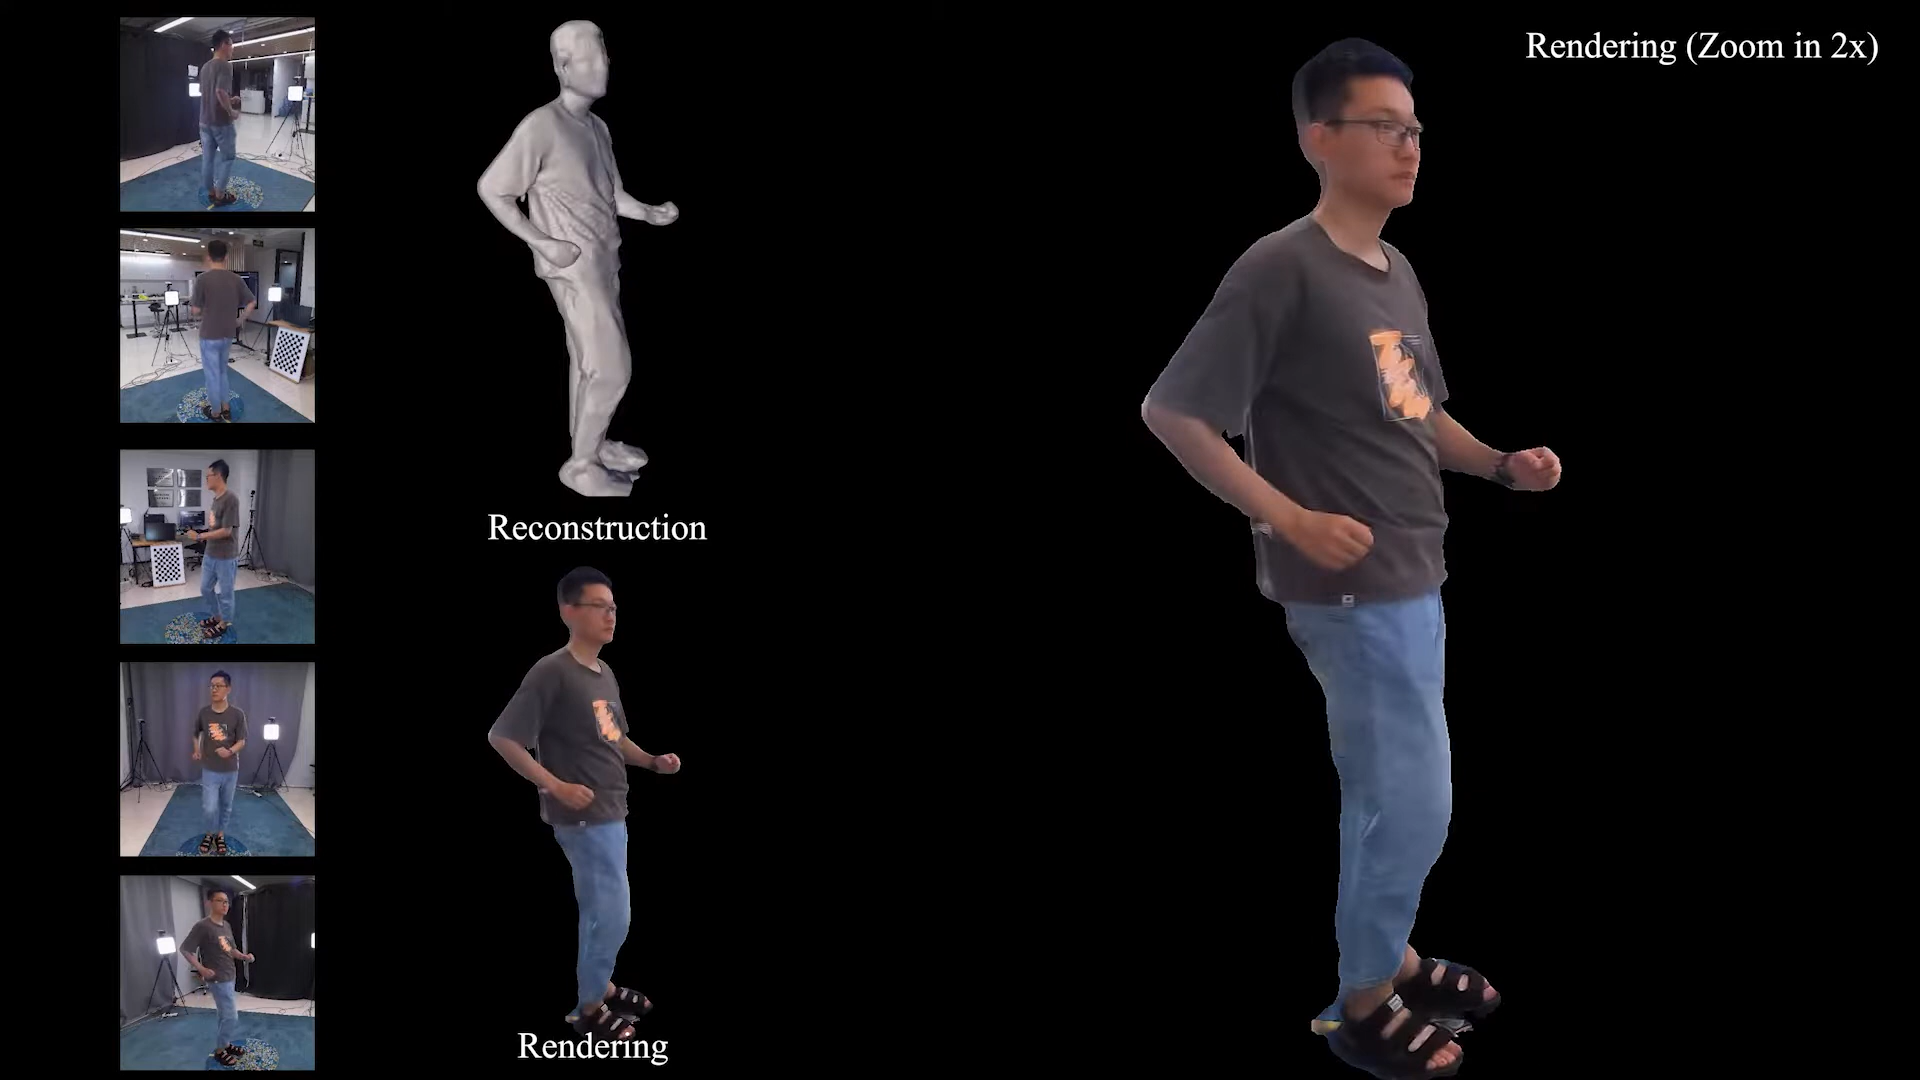 Rendering (Zoom in 2x)
Reconstruction
Rendering